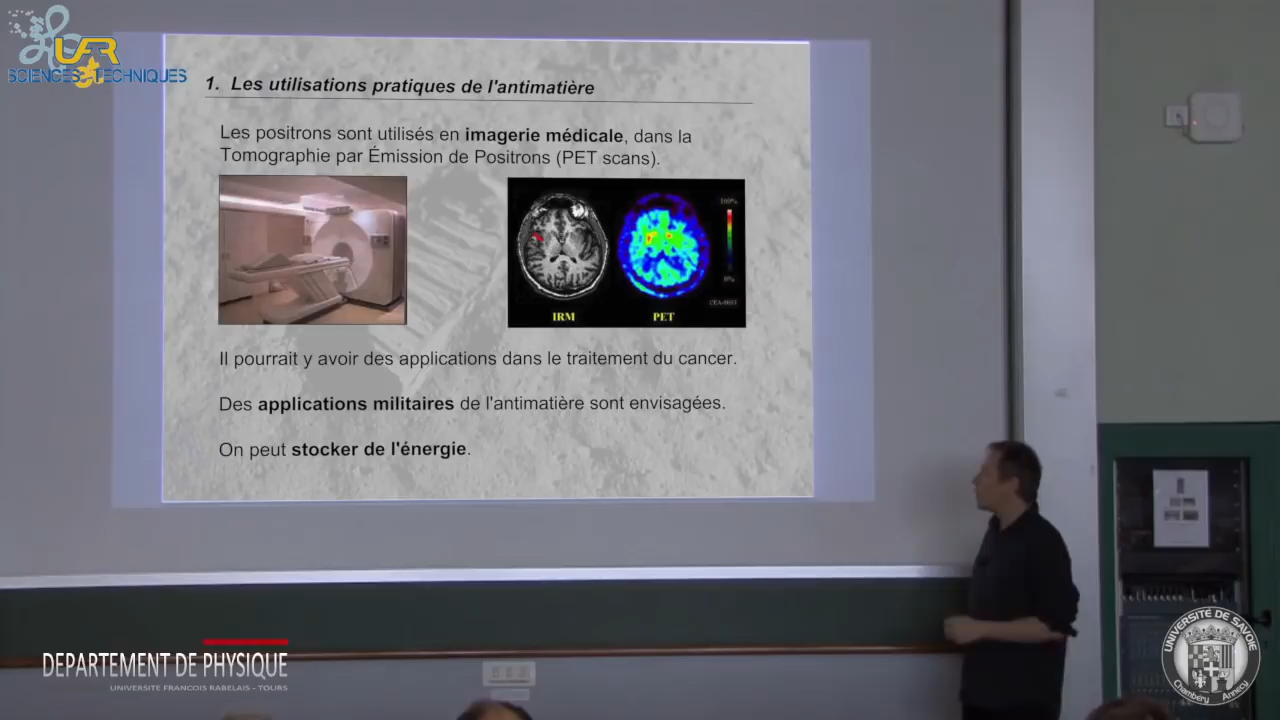 UFR
SCIENCES & TECHNIQUES
1. Les utilisations pratiques de l'antimatière
Les positrons sont utilisés en imagerie médicale, dans la
Tomographie par Émission de Positrons (PET scans).
100%
0%
IRM
PET
Il pourrait y avoir des applications dans le traitement du cancer.
Des applications militaires de l'antimatière sont envisagées.
On peut stocker de l'énergie.
DEPARTEMENT DE PHYSIQUE
UNIVERSITE FRANCOIS RABELAIS - TOURS
UNIVERSITÉ DE SAVOIE
Chambéry Annecy